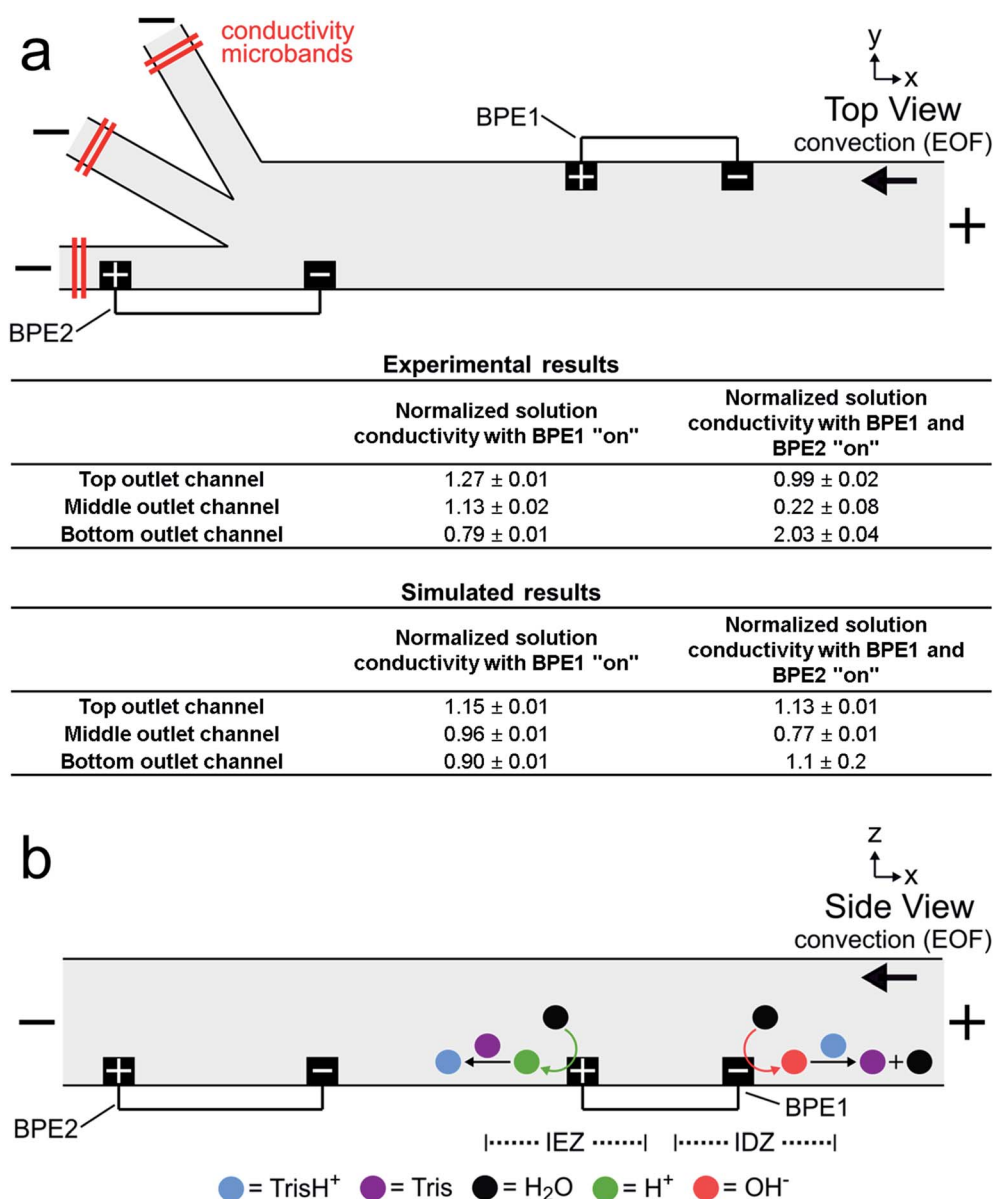 a
conductivity
microbands
−
−
−
BPE1
+
−
y
x
Top View
convection (EOF)
+
+
−
BPE2
Experimental results
Normalized solution
conductivity with BPE1 "on"
Normalized solution
conductivity with BPE1 and
BPE2 "on"
Top outlet channel 1.27 ± 0.01 0.99 ± 0.02
Middle outlet channel 1.13 ± 0.02 0.22 ± 0.08
Bottom outlet channel 0.79 ± 0.01 2.03 ± 0.04
Simulated results
Normalized solution
conductivity with BPE1 "on"
Normalized solution
conductivity with BPE1 and
BPE2 "on"
Top outlet channel 1.15 ± 0.01 1.13 ± 0.01
Middle outlet channel 0.96 ± 0.01 0.77 ± 0.01
Bottom outlet channel 0.90 ± 0.01 1.1 ± 0.2
b
z
x
Side View
convection (EOF)
−
+
+
−
+
−
+
BPE2
BPE1
IEZ
IDZ
= TrisH⁺ = Tris = H₂O = H⁺ = OH⁻